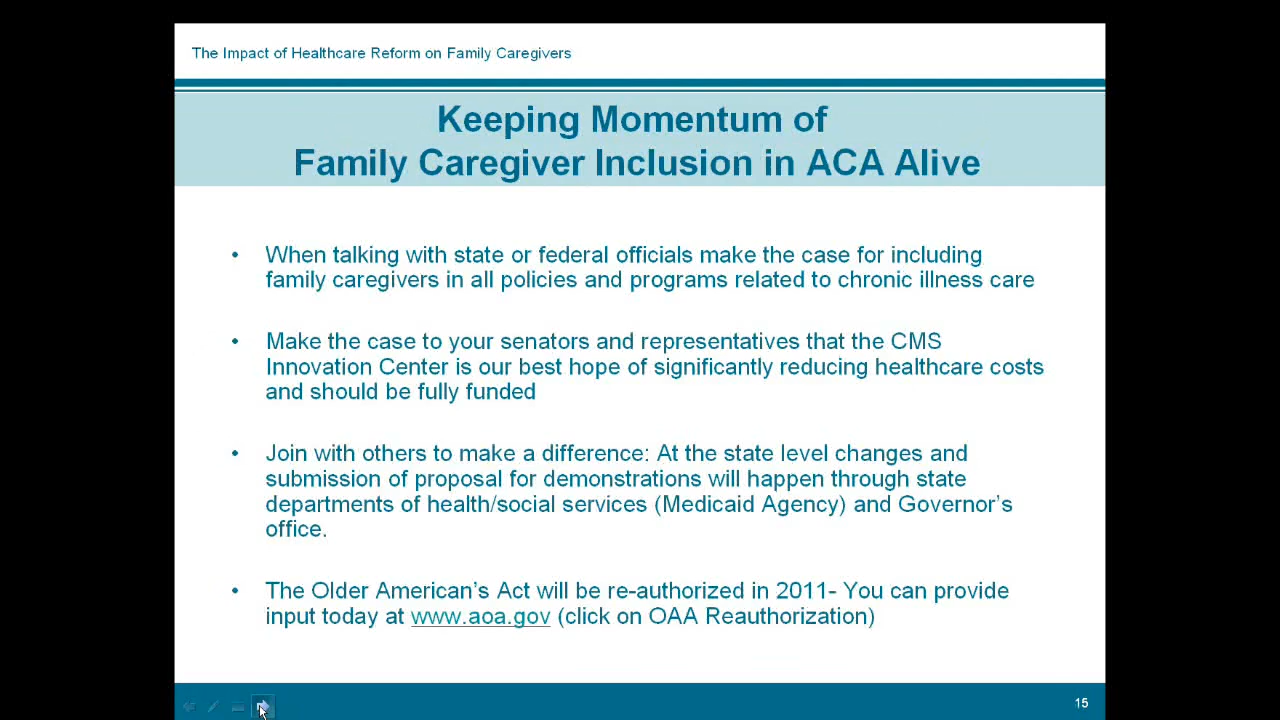 The Impact of Healthcare Reform on Family Caregivers
Keeping Momentum of
Family Caregiver Inclusion in ACA Alive
• When talking with state or federal officials make the case for including
family caregivers in all policies and programs related to chronic illness care
• Make the case to your senators and representatives that the CMS
Innovation Center is our best hope of significantly reducing healthcare costs
and should be fully funded
• Join with others to make a difference: At the state level changes and
submission of proposal for demonstrations will happen through state
departments of health/social services (Medicaid Agency) and Governor's
office.
• The Older American's Act will be re-authorized in 2011- You can provide
input today at www.aoa.gov (click on OAA Reauthorization)
15